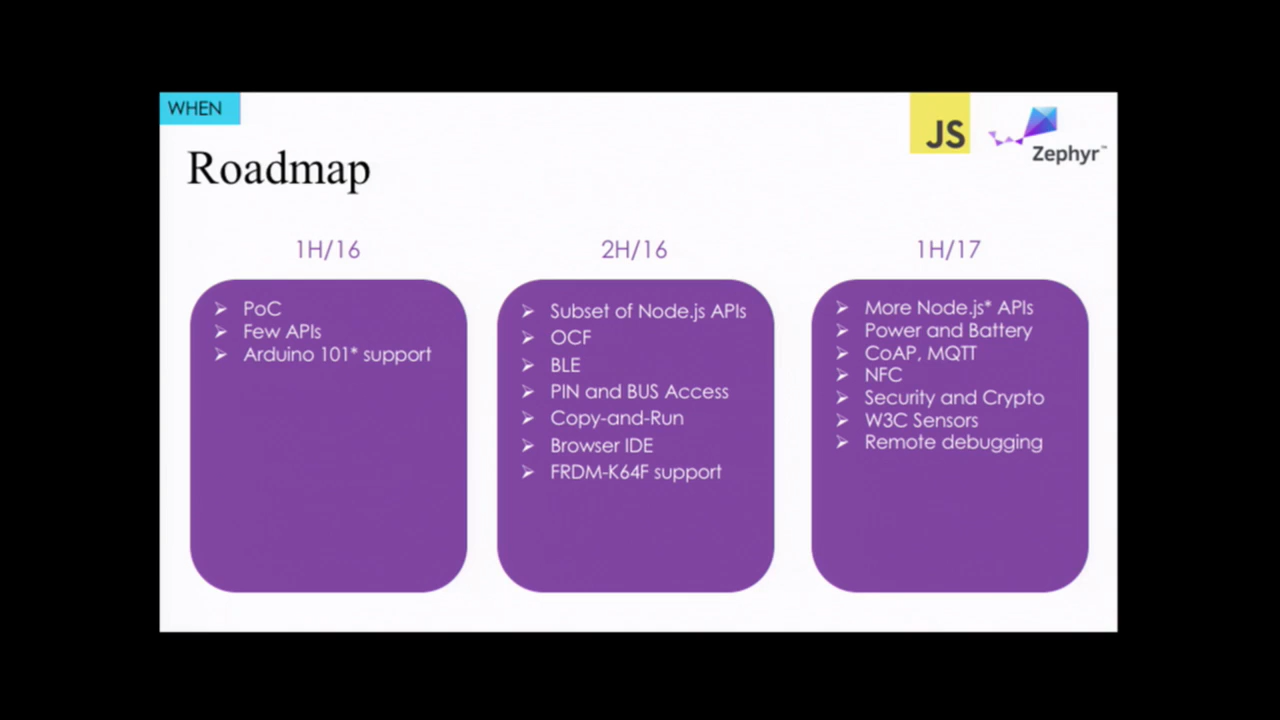 WHEN
JS
Zephyr™
Roadmap
1H/16
PoC
Few APIs
Arduino 101* support
2H/16
Subset of Node.js APIs
OCF
BLE
PIN and BUS Access
Copy-and-Run
Browser IDE
FRDM-K64F support
1H/17
More Node.js* APIs
Power and Battery
CoAP, MQTT
NFC
Security and Crypto
W3C Sensors
Remote debugging